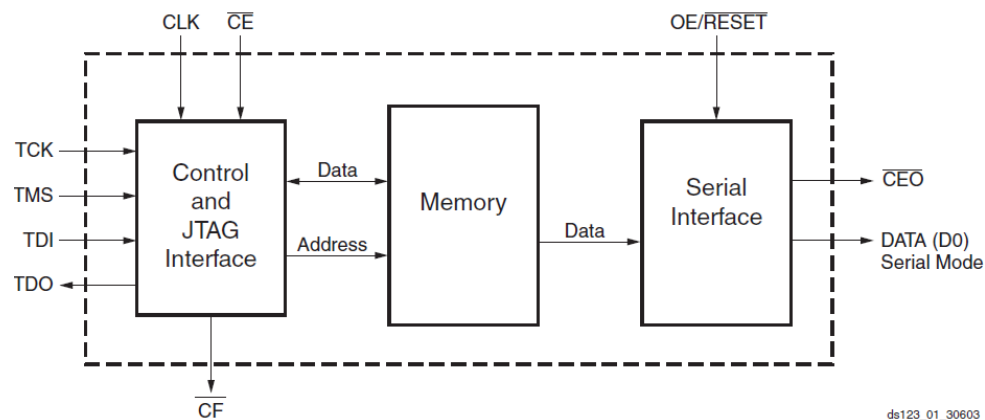 CLK
CE
OE/RESET
TCK
TMS
TDI
TDO
Control
and
JTAG
Interface
Data
Address
Memory
Data
Serial
Interface
CEO
DATA (D0)
Serial Mode
CF
ds123_01_30603